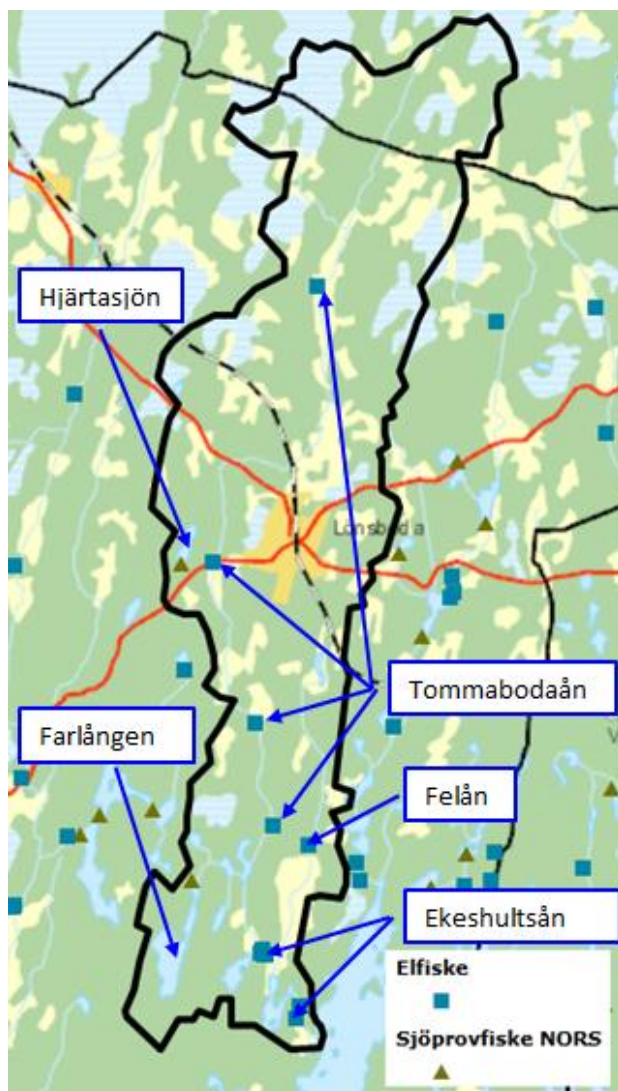 Hjärtasjön
Lönsboda
Tommabodaån
Farlången
Felån
Ekeshultsån
Elfiske
Sjöprovfiske NORS